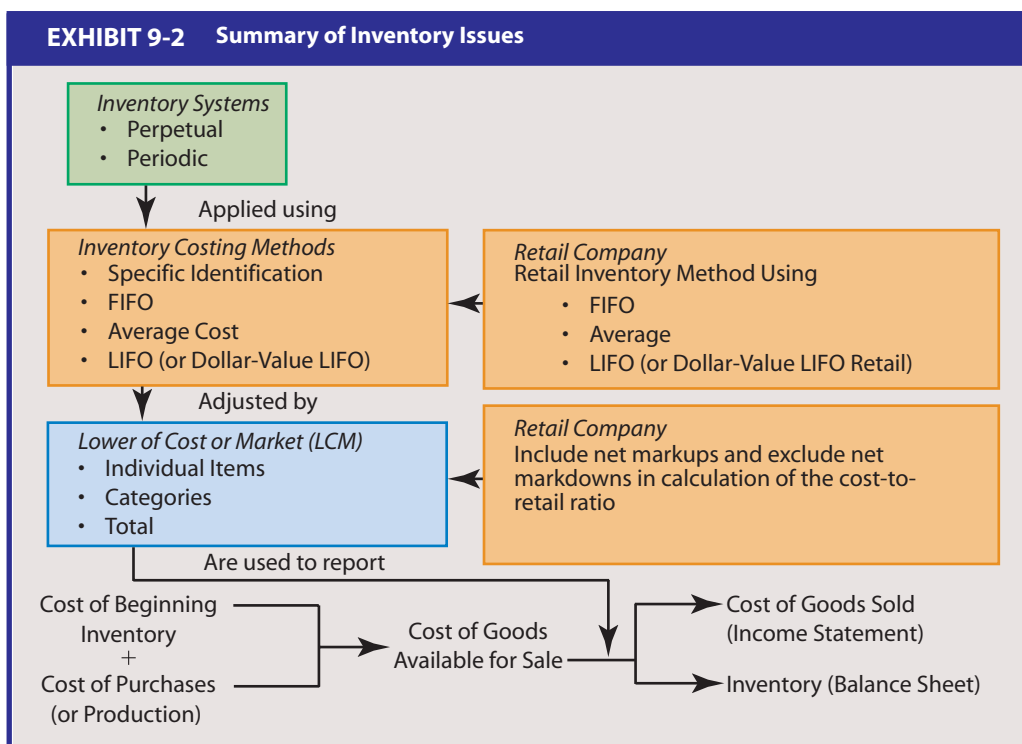 EXHIBIT 9-2 Summary of Inventory Issues
Inventory Systems
• Perpetual
• Periodic
Applied using
Inventory Costing Methods
• Specific Identification
• FIFO
• Average Cost
• LIFO (or Dollar-Value LIFO)
Retail Company
Retail Inventory Method Using
• FIFO
• Average
• LIFO (or Dollar-Value LIFO Retail)
Adjusted by
Lower of Cost or Market (LCM)
• Individual Items
• Categories
• Total
Retail Company
Include net markups and exclude net
markdowns in calculation of the cost-to-
retail ratio
Are used to report
Cost of Beginning
Inventory
+
Cost of Purchases
(or Production)
Cost of Goods
Available for Sale
Cost of Goods Sold
(Income Statement)
Inventory (Balance Sheet)